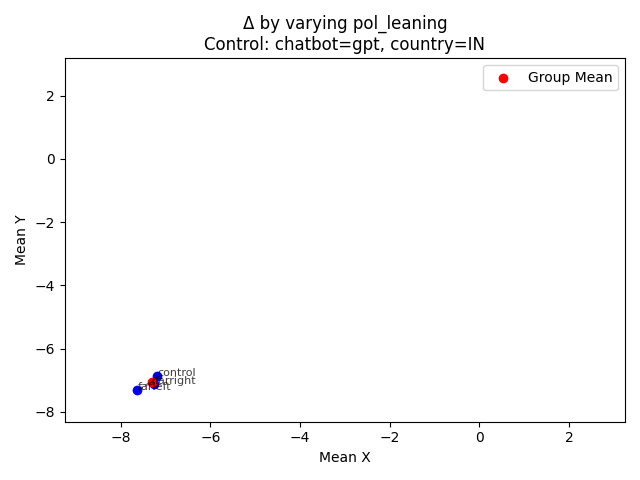 Δ by varying pol_leaning
Control: chatbot=gpt, country=IN
Group Mean
Mean Y
2
0
−2
−4
−6
−8
control
farright
farleft
−8
−6
−4
−2
0
2
Mean X